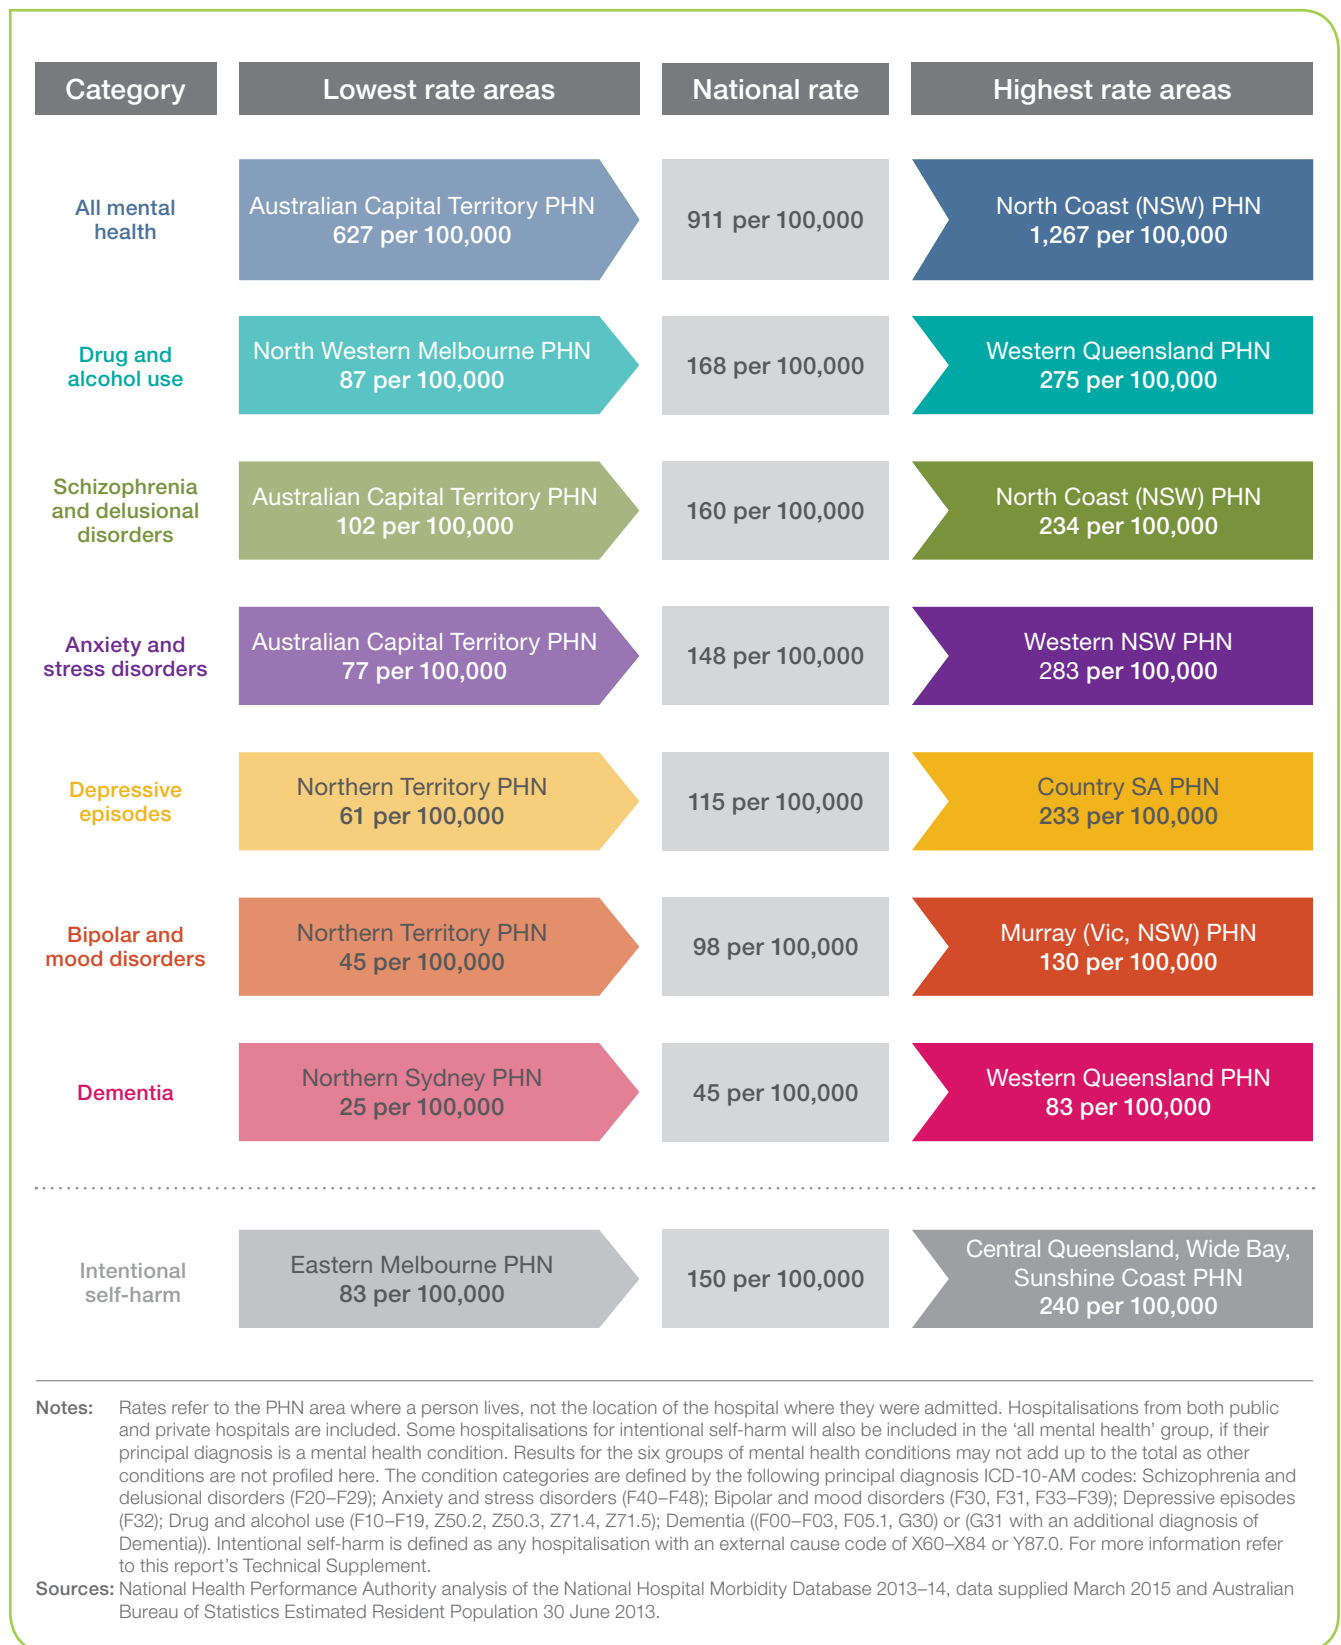 Category
Lowest rate areas
National rate
Highest rate areas
All mental
health
Australian Capital Territory PHN
627 per 100,000
911 per 100,000
North Coast (NSW) PHN
1,267 per 100,000
Drug and
alcohol use
North Western Melbourne PHN
87 per 100,000
168 per 100,000
Western Queensland PHN
275 per 100,000
Schizophrenia
and delusional
disorders
Australian Capital Territory PHN
102 per 100,000
160 per 100,000
North Coast (NSW) PHN
234 per 100,000
Anxiety and
stress disorders
Australian Capital Territory PHN
77 per 100,000
148 per 100,000
Western NSW PHN
283 per 100,000
Depressive
episodes
Northern Territory PHN
61 per 100,000
115 per 100,000
Country SA PHN
233 per 100,000
Bipolar and
mood disorders
Northern Territory PHN
45 per 100,000
98 per 100,000
Murray (Vic, NSW) PHN
130 per 100,000
Dementia
Northern Sydney PHN
25 per 100,000
45 per 100,000
Western Queensland PHN
83 per 100,000
Intentional
self-harm
Eastern Melbourne PHN
83 per 100,000
150 per 100,000
Central Queensland, Wide Bay,
Sunshine Coast PHN
240 per 100,000
Notes: Rates refer to the PHN area where a person lives, not the location of the hospital where they were admitted. Hospitalisations from both public
and private hospitals are included. Some hospitalisations for intentional self-harm will also be included in the ‘all mental health’ group, if their
principal diagnosis is a mental health condition. Results for the six groups of mental health conditions may not add up to the total as other
conditions are not profiled here. The condition categories are defined by the following principal diagnosis ICD-10-AM codes: Schizophrenia and
delusional disorders (F20–F29); Anxiety and stress disorders (F40–F48); Bipolar and mood disorders (F30, F31, F33–F39); Depressive episodes
(F32); Drug and alcohol use (F10–F19, Z50.2, Z50.3, Z71.4, Z71.5); Dementia ((F00–F03, F05.1, G30) or (G31 with an additional diagnosis of
Dementia)). Intentional self-harm is defined as any hospitalisation with an external cause code of X60–X84 or Y87.0. For more information refer
to this report’s Technical Supplement.
Sources: National Health Performance Authority analysis of the National Hospital Morbidity Database 2013–14, data supplied March 2015 and Australian
Bureau of Statistics Estimated Resident Population 30 June 2013.